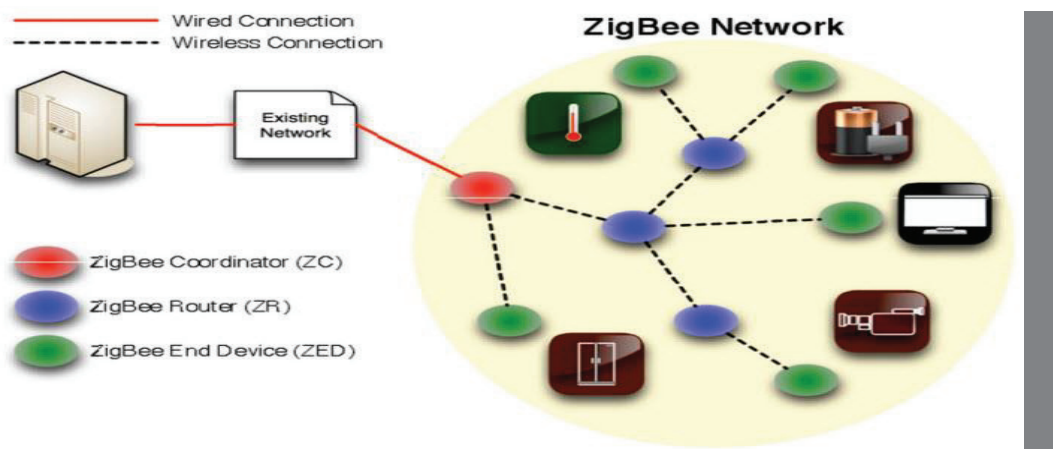 Wired Connection
Wireless Connection
ZigBee Network
Existing
Network
ZigBee Coordinator (ZC)
ZigBee Router (ZR)
ZigBee End Device (ZED)